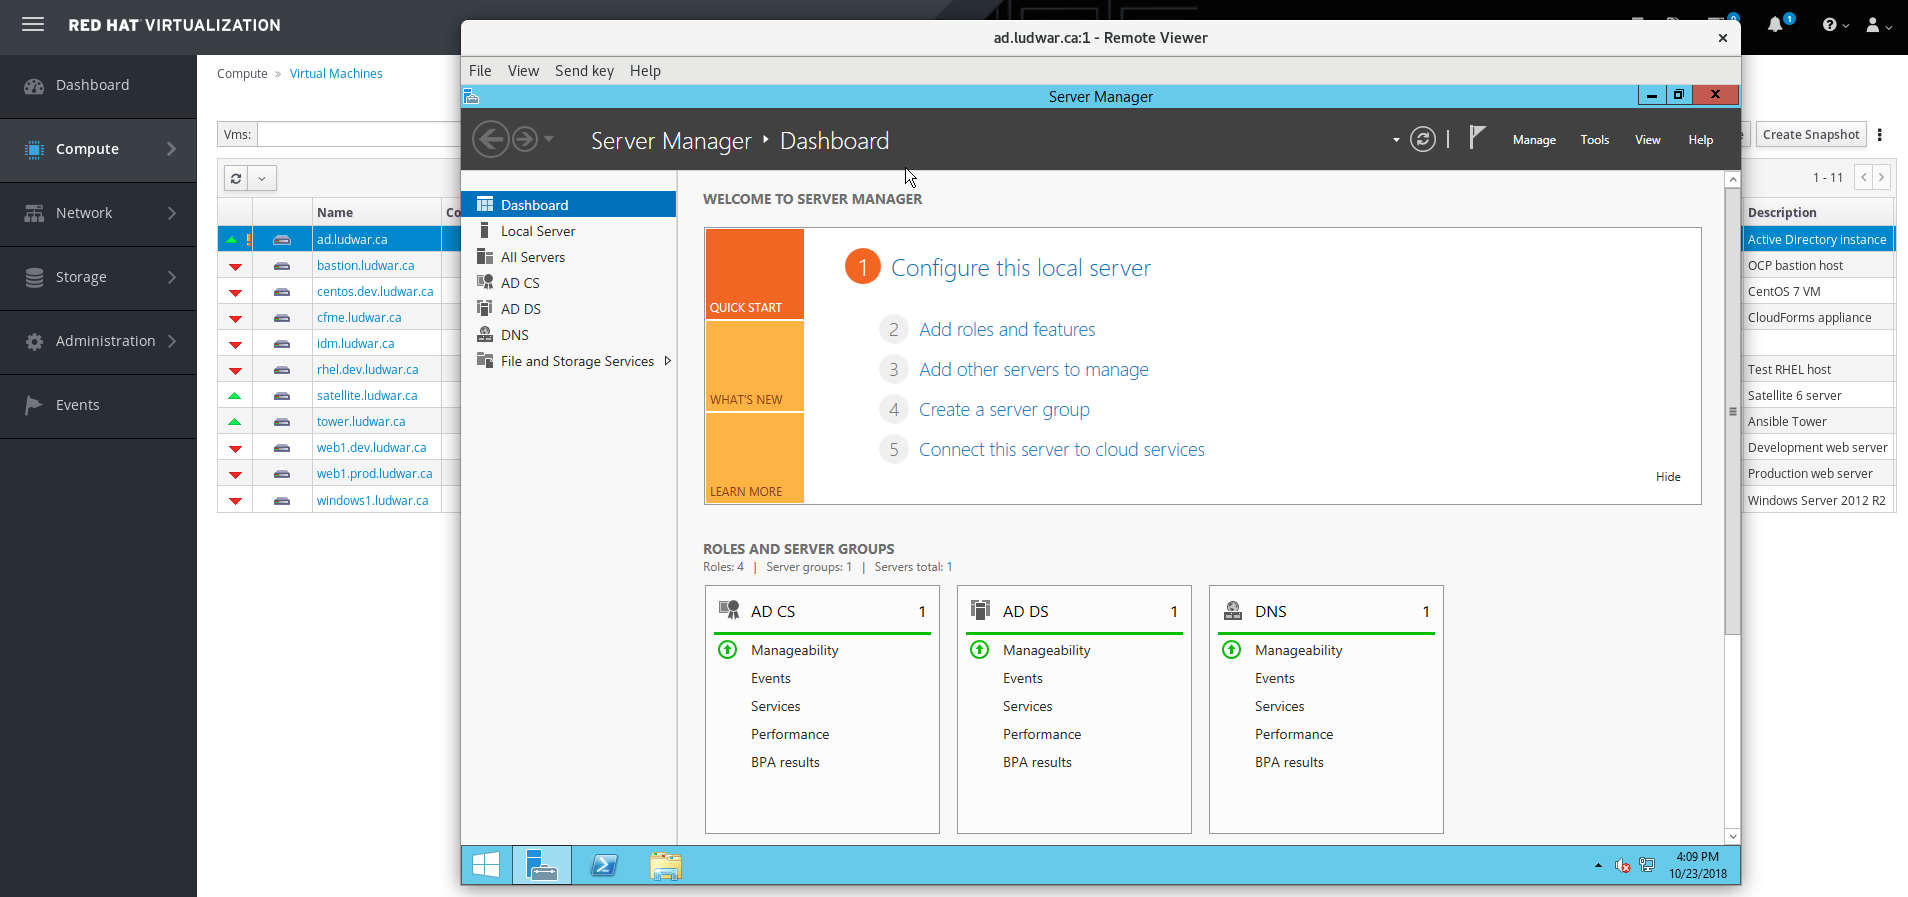 RED HAT VIRTUALIZATION
1
Dashboard
Compute
Network
Storage
Administration
Events
Compute » Virtual Machines
Vms:
Create Snapshot
1 - 11
Name
Description
ad.ludwar.ca
Active Directory instance
bastion.ludwar.ca
OCP bastion host
centos.dev.ludwar.ca
CentOS 7 VM
cfme.ludwar.ca
CloudForms appliance
idm.ludwar.ca
rhel.dev.ludwar.ca
Test RHEL host
satellite.ludwar.ca
Satellite 6 server
tower.ludwar.ca
Ansible Tower
web1.dev.ludwar.ca
Development web server
web1.prod.ludwar.ca
Production web server
windows1.ludwar.ca
Windows Server 2012 R2
ad.ludwar.ca:1 - Remote Viewer
File View Send key Help
Server Manager
Server Manager Dashboard
Manage Tools View Help
Dashboard
Local Server
All Servers
AD CS
AD DS
DNS
File and Storage Services
WELCOME TO SERVER MANAGER
QUICK START
WHAT'S NEW
LEARN MORE
1 Configure this local server
2 Add roles and features
3 Add other servers to manage
4 Create a server group
5 Connect this server to cloud services
Hide
ROLES AND SERVER GROUPS
Roles: 4 | Server groups: 1 | Servers total: 1
AD CS 1
Manageability
Events
Services
Performance
BPA results
AD DS 1
Manageability
Events
Services
Performance
BPA results
DNS 1
Manageability
Events
Services
Performance
BPA results
4:09 PM
10/23/2018